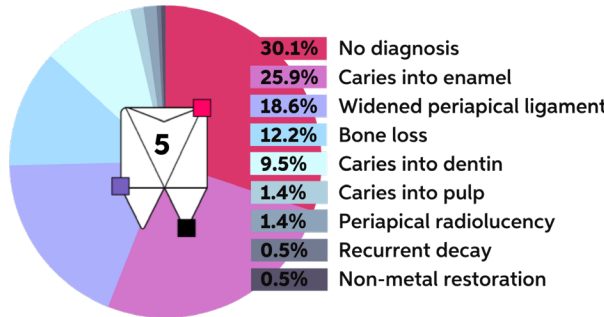 5
30.1% No diagnosis
25.9% Caries into enamel
18.6% Widened periapical ligament
12.2% Bone loss
9.5% Caries into dentin
1.4% Caries into pulp
1.4% Periapical radiolucency
0.5% Recurrent decay
0.5% Non-metal restoration